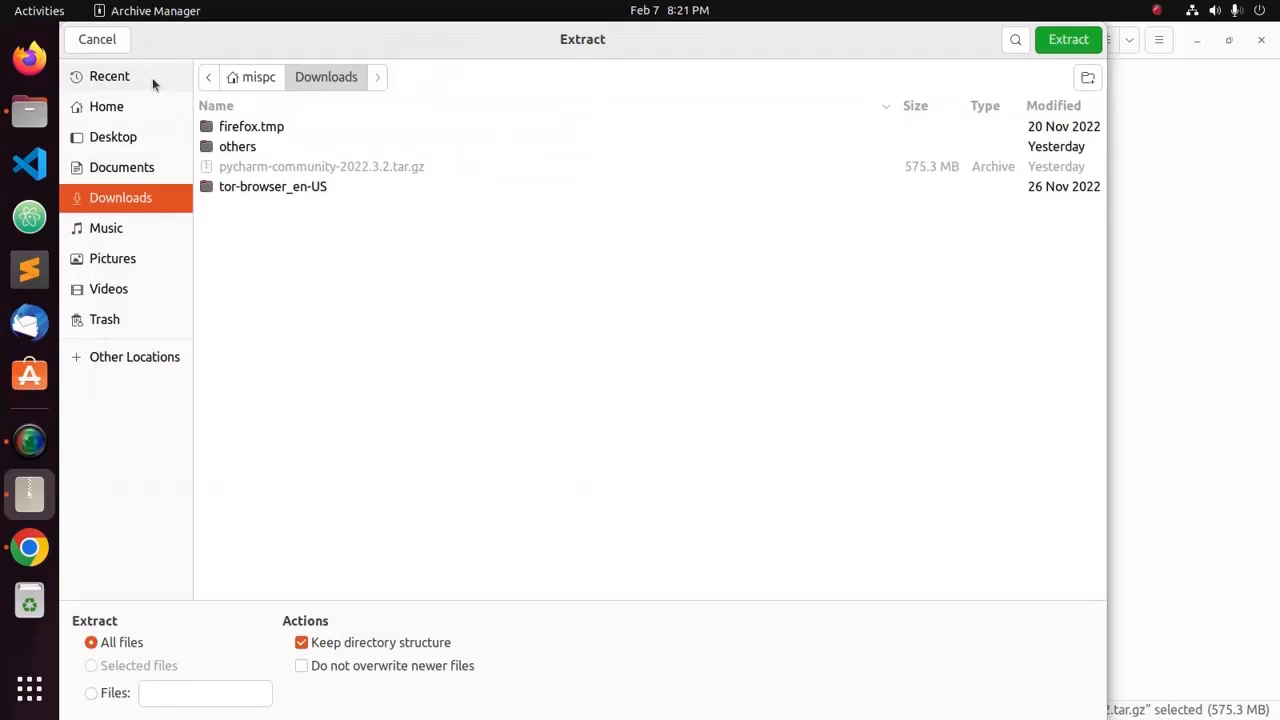 Activities Archive Manager Feb 7 8:21 PM
Cancel Extract Extract
Recent mispc Downloads
Home Name Size Type Modified
firefox.tmp 20 Nov 2022
Desktop others Yesterday
Documents pycharm-community-2022.3.2.tar.gz 575.3 MB Archive Yesterday
Downloads tor-browser_en-US 26 Nov 2022
Music
Pictures
Videos
Trash
Other Locations
Extract Actions
All files Keep directory structure
Selected files Do not overwrite newer files
Files:
2.tar.gz" selected (575.3 MB)